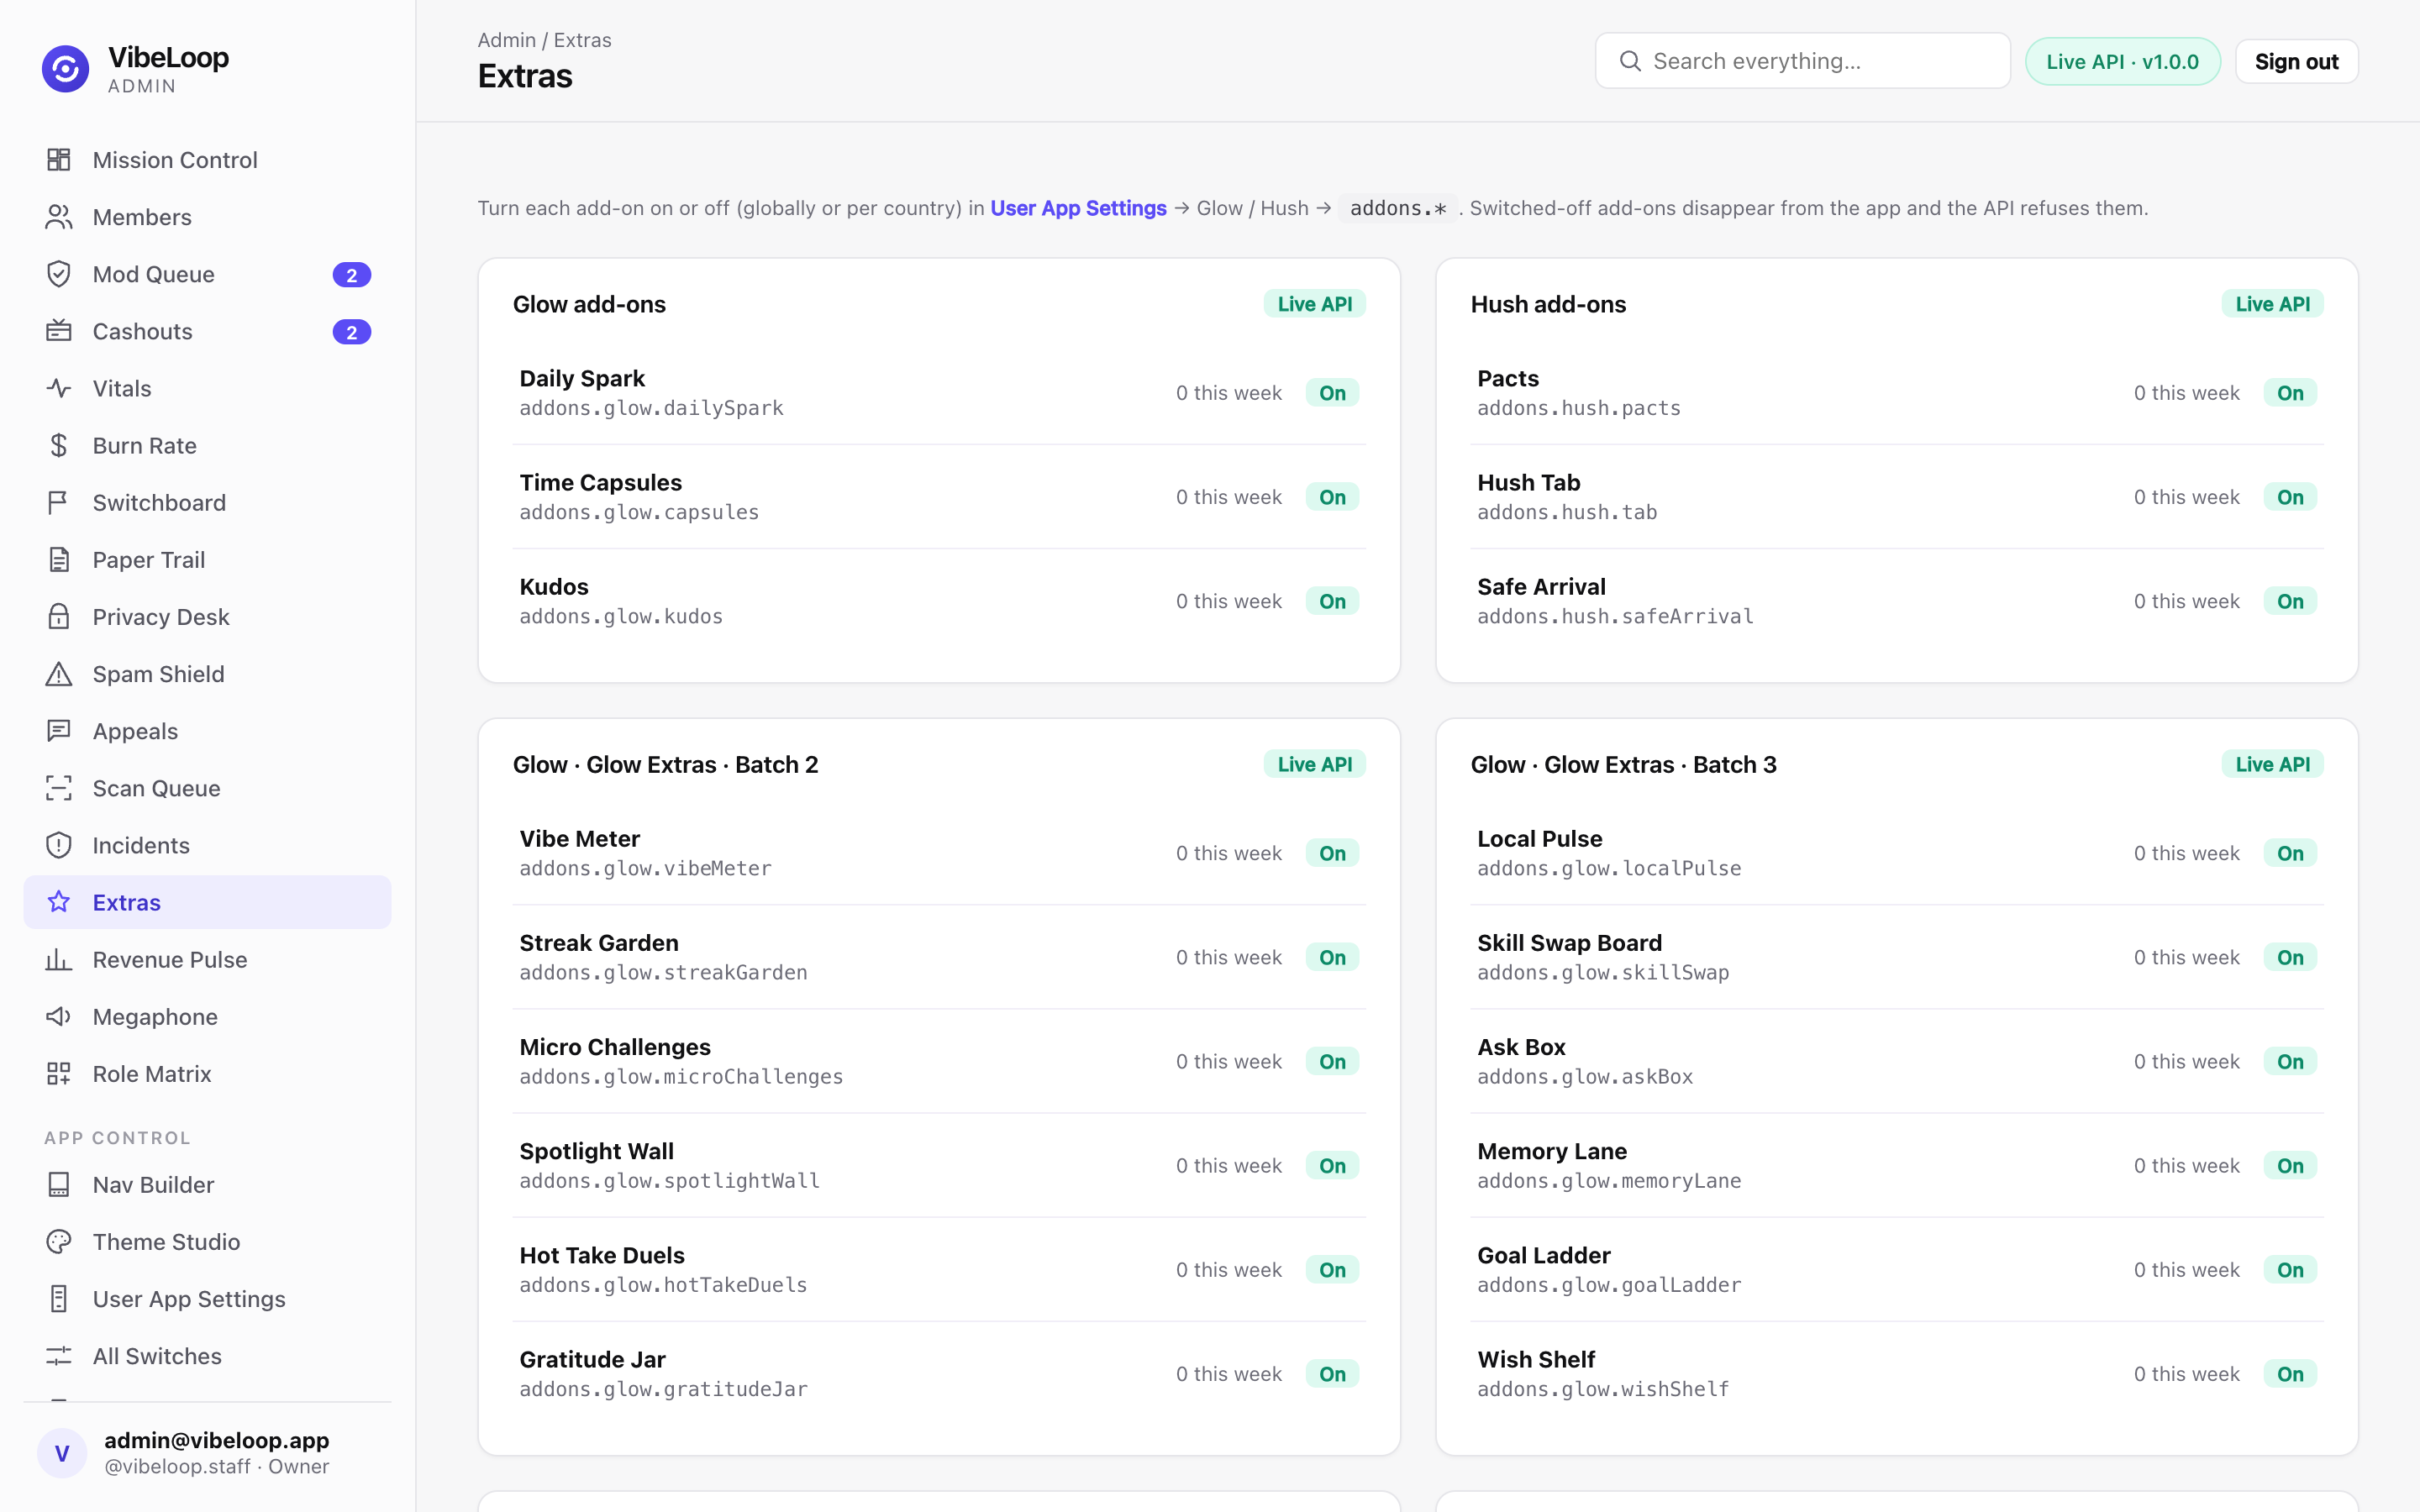 VibeLoop
ADMIN
Mission Control
Members
Mod Queue 2
Cashouts 2
Vitals
Burn Rate
Switchboard
Paper Trail
Privacy Desk
Spam Shield
Appeals
Scan Queue
Incidents
Extras
Revenue Pulse
Megaphone
Role Matrix
APP CONTROL
Nav Builder
Theme Studio
User App Settings
All Switches
V
admin@vibeloop.app
@vibeloop.staff · Owner
Admin / Extras
Extras
Search everything...
Live API · v1.0.0
Sign out
Turn each add-on on or off (globally or per country) in User App Settings → Glow / Hush → addons.* . Switched-off add-ons disappear from the app and the API refuses them.
Glow add-ons Live API
Daily Spark
addons.glow.dailySpark
0 this week On
Time Capsules
addons.glow.capsules
0 this week On
Kudos
addons.glow.kudos
0 this week On
Hush add-ons Live API
Pacts
addons.hush.pacts
0 this week On
Hush Tab
addons.hush.tab
0 this week On
Safe Arrival
addons.hush.safeArrival
0 this week On
Glow · Glow Extras · Batch 2 Live API
Vibe Meter
addons.glow.vibeMeter
0 this week On
Streak Garden
addons.glow.streakGarden
0 this week On
Micro Challenges
addons.glow.microChallenges
0 this week On
Spotlight Wall
addons.glow.spotlightWall
0 this week On
Hot Take Duels
addons.glow.hotTakeDuels
0 this week On
Gratitude Jar
addons.glow.gratitudeJar
0 this week On
Glow · Glow Extras · Batch 3 Live API
Local Pulse
addons.glow.localPulse
0 this week On
Skill Swap Board
addons.glow.skillSwap
0 this week On
Ask Box
addons.glow.askBox
0 this week On
Memory Lane
addons.glow.memoryLane
0 this week On
Goal Ladder
addons.glow.goalLadder
0 this week On
Wish Shelf
addons.glow.wishShelf
0 this week On